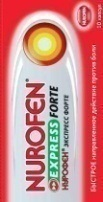 NUROFEN®
EXPRESS FORTE
НУРОФЕН® ЭКСПРЕСС ФОРТЕ
БЫСТРОЕ направленное действие против боли
10 капсул